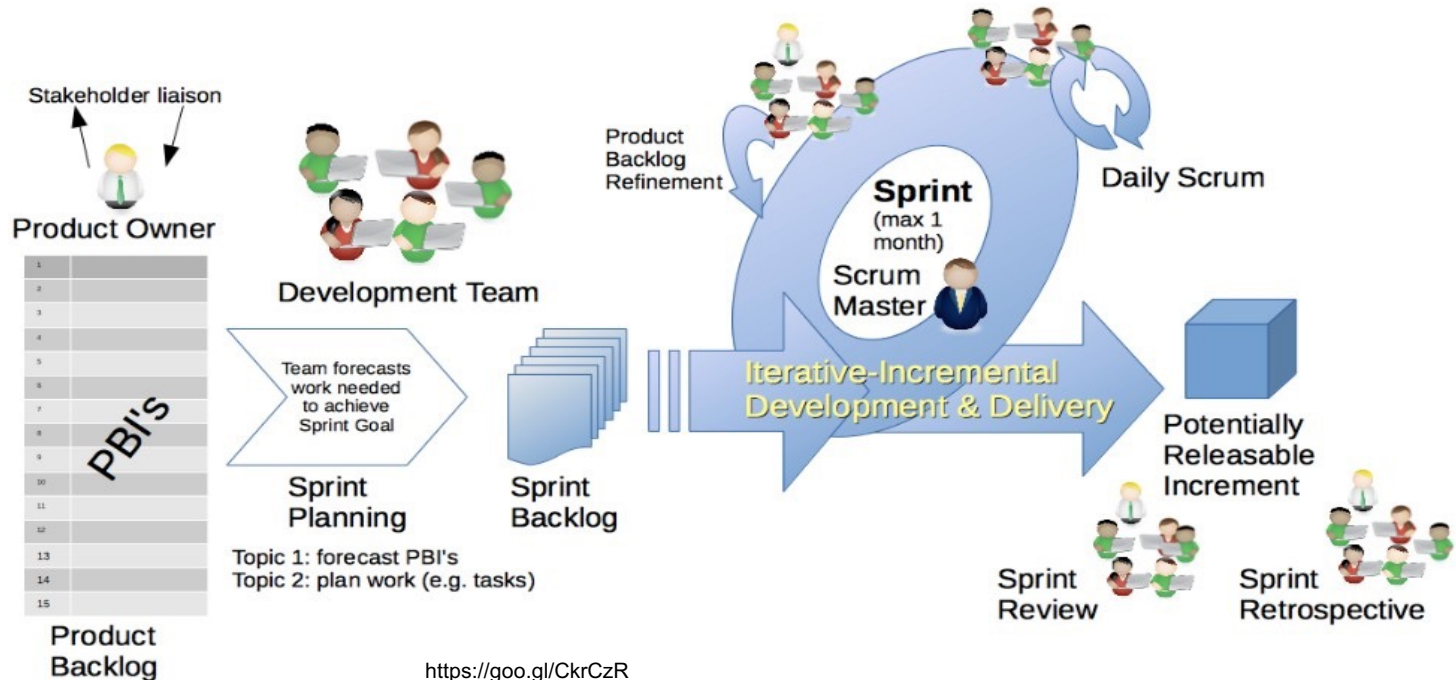 Stakeholder liaison
Product Owner
1
2
3
4
5
6
7
8
9
10
11
12
13
14
15
PBI's
Product
Backlog
Development Team
Team forecasts
work needed
to achieve
Sprint Goal
Sprint
Planning
Topic 1: forecast PBI's
Topic 2: plan work (e.g. tasks)
Sprint
Backlog
Product
Backlog
Refinement
Sprint
(max 1
month)
Scrum
Master
Daily Scrum
Iterative-Incremental
Development & Delivery
Potentially
Releasable
Increment
Sprint
Review
Sprint
Retrospective
https://goo.gl/CkrCzR